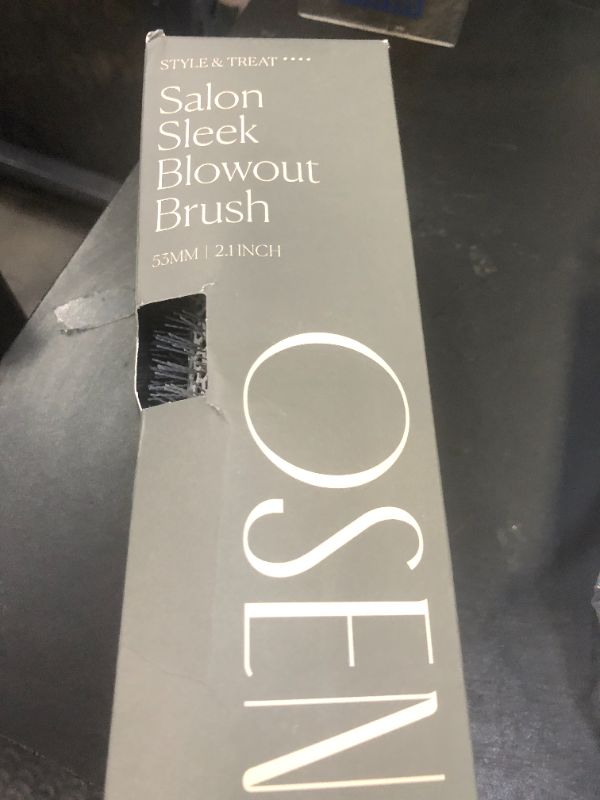 STYLE & TREAT ••••
Salon
Sleek
Blowout
Brush
53MM | 2.1 INCH
OSEN